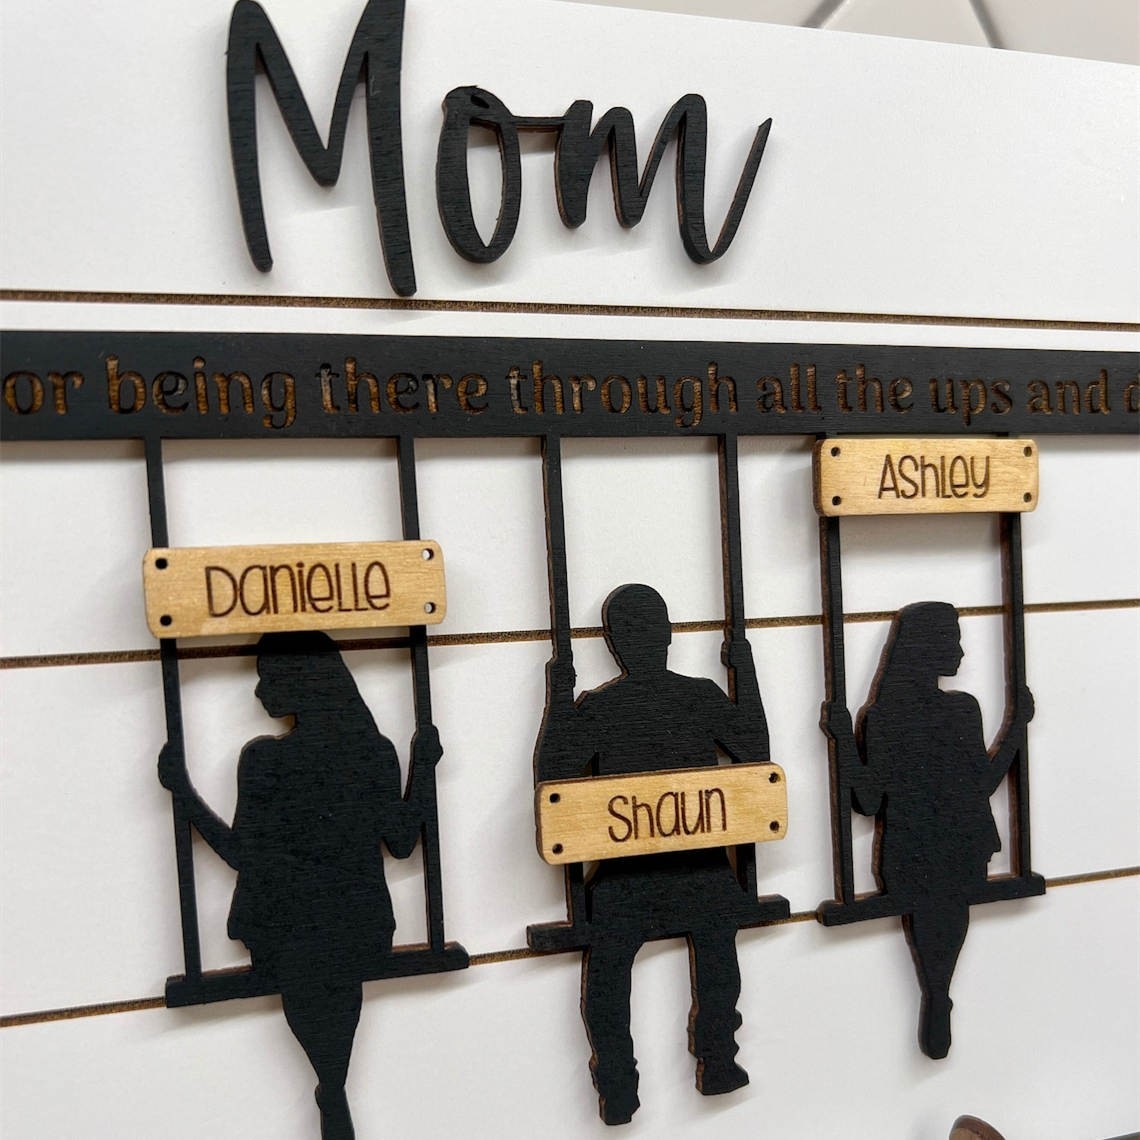 Mom
or being there through all the ups and d
Ashley
Danielle
Shaun